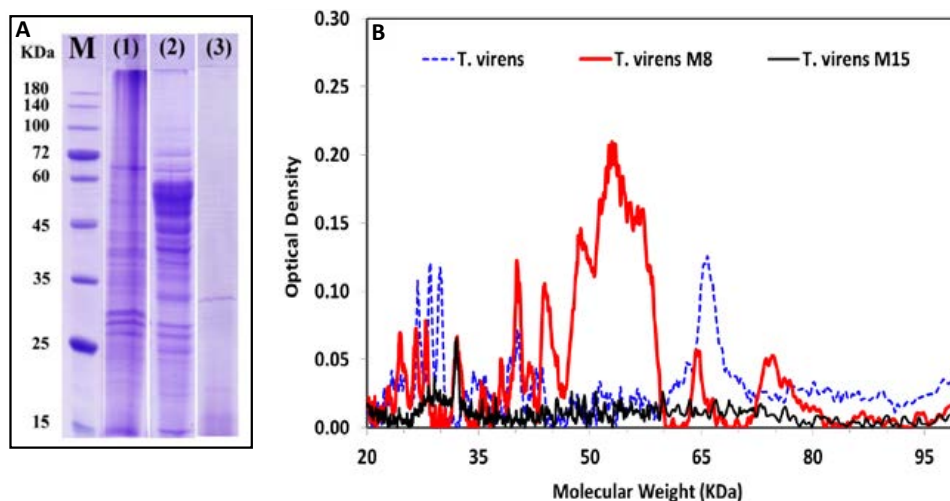 A
KDa M (1) (2) (3)
180
140
100
72
60
45
35
25
15
B
T. virens T. virens M8 T. virens M15
Optical Density
0.30
0.25
0.20
0.15
0.10
0.05
0.00
20 35 50 65 80 95
Molecular Weight (KDa)